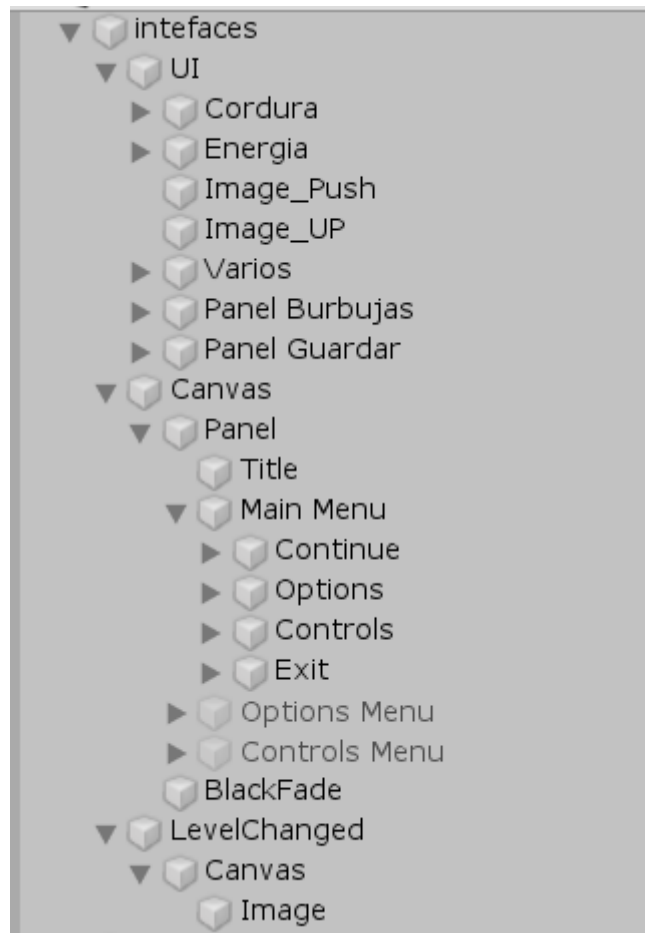 intefaces
UI
Cordura
Energia
Image_Push
Image_UP
Varios
Panel Burbujas
Panel Guardar
Canvas
Panel
Title
Main Menu
Continue
Options
Controls
Exit
Options Menu
Controls Menu
BlackFade
LevelChanged
Canvas
Image